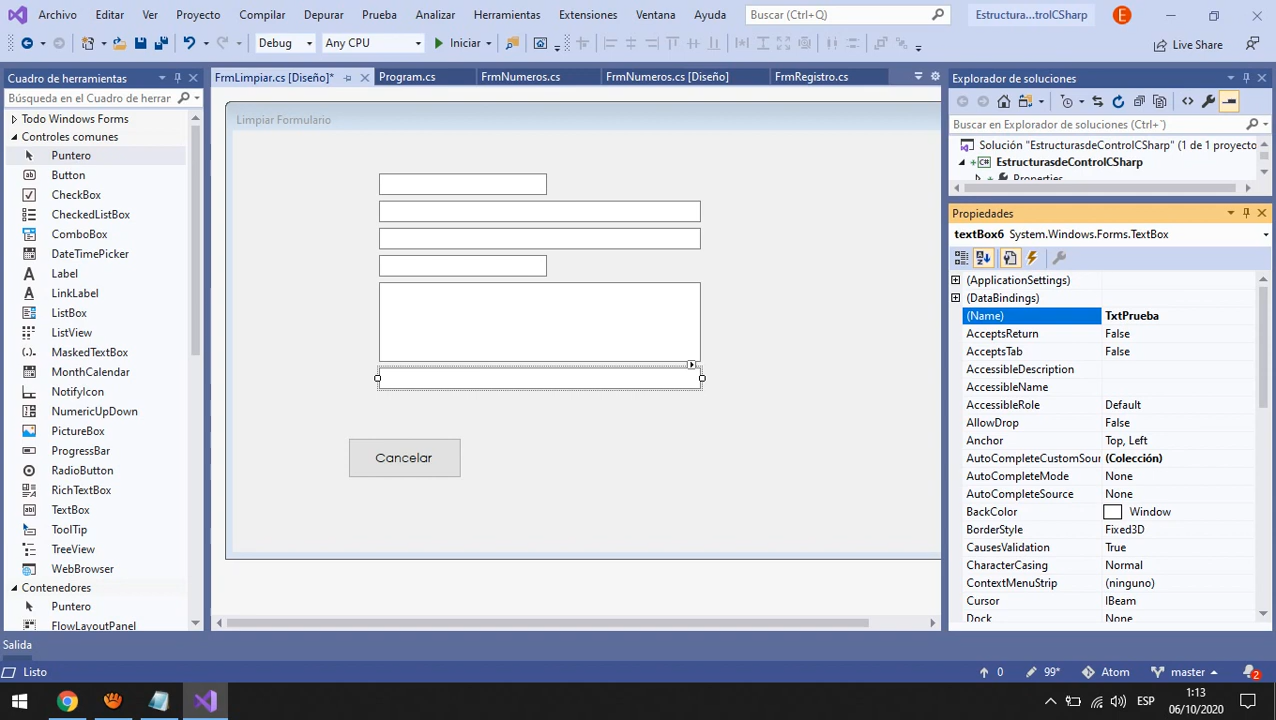 Archivo Editar Ver Proyecto Compilar Depurar Prueba Analizar Herramientas Extensiones Ventana Ayuda Buscar (Ctrl+Q) Estructura...trolCSharp E
Debug Any CPU Iniciar Live Share
Cuadro de herramientas
Búsqueda en el Cuadro de herrar
Todo Windows Forms
Controles comunes
Puntero
Button
CheckBox
CheckedListBox
ComboBox
DateTimePicker
Label
LinkLabel
ListBox
ListView
MaskedTextBox
MonthCalendar
NotifyIcon
NumericUpDown
PictureBox
ProgressBar
RadioButton
RichTextBox
TextBox
ToolTip
TreeView
WebBrowser
Contenedores
Puntero
FlowLayoutPanel
FrmLimpiar.cs [Diseño]* Program.cs FrmNumeros.cs FrmNumeros.cs [Diseño] FrmRegistro.cs
Limpiar Formulario
Cancelar
Explorador de soluciones
Buscar en Explorador de soluciones (Ctrl+´)
Solución "EstructurasdeControlCSharp" (1 de 1 proyecto
C# EstructurasdeControlCSharp
Properties
Propiedades
textBox6 System.Windows.Forms.TextBox
(ApplicationSettings)
(DataBindings)
(Name) TxtPrueba
AcceptsReturn False
AcceptsTab False
AccessibleDescription
AccessibleName
AccessibleRole Default
AllowDrop False
Anchor Top, Left
AutoCompleteCustomSour (Colección)
AutoCompleteMode None
AutoCompleteSource None
BackColor Window
BorderStyle Fixed3D
CausesValidation True
CharacterCasing Normal
ContextMenuStrip (ninguno)
Cursor IBeam
Dock None
Salida
Listo 0 99* Atom master 2
ESP 1:13
06/10/2020